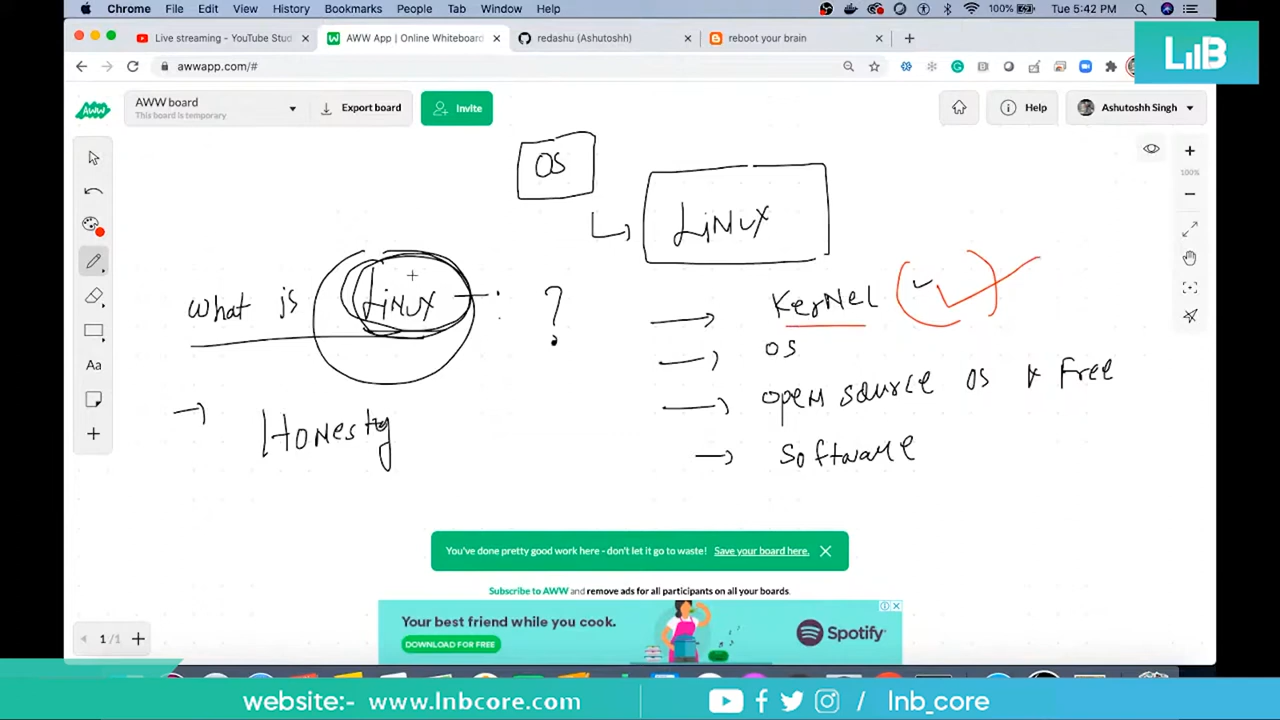 Chrome File Edit View History Bookmarks People Tab Window Help 100% Tue 5:42 PM
LNB
Live streaming - YouTube Stud × AWW App | Online Whiteboard × redashu (Ashutoshh) × reboot your brain × +
awwapp.com/#
AWW AWW board
This board is temporary
Export board Invite Help Ashutoshh Singh
OS
100%
LiNUX
what is LiNUX - : ?
KerNel
OS
Aa
open source OS & Free
Honesty
Software
You've done pretty good work here - don't let it go to waste! Save your board here.
Subscribe to AWW and remove ads for all participants on all your boards.
Your best friend while you cook.
DOWNLOAD FOR FREE
Spotify
1/1 +
website:- www.lnbcore.com lnb_core